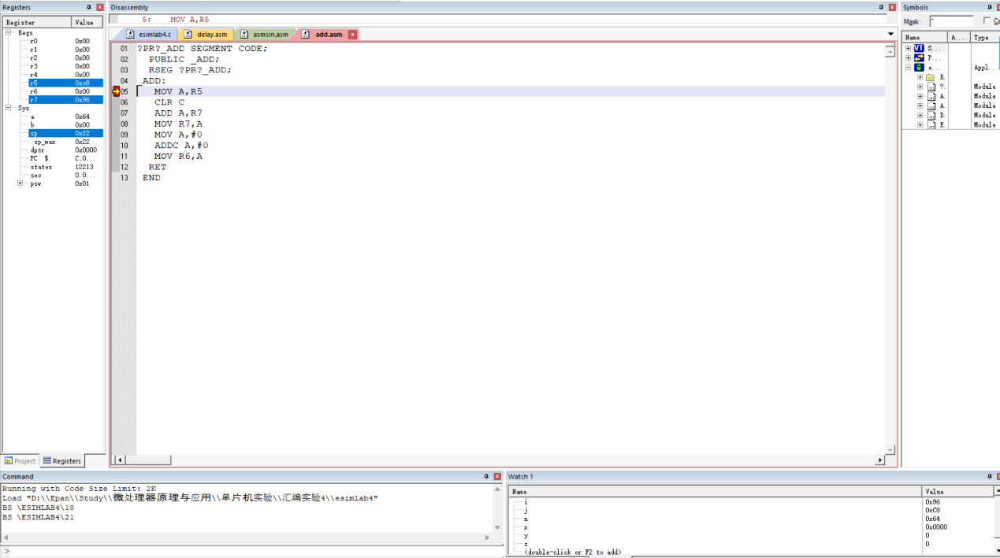 Registers
Register Value
Regs
r0 0x00
r1 0x00
r2 0x00
r3 0x00
r4 0x00
r5 0xc8
r6 0x00
r7 0x96
Sys
a 0x64
b 0x00
sp 0x22
sp_max 0x22
dptr 0x0000
PC $ C:0...
states 12213
sec 0.0...
psw 0x01
Project Registers
Disassembly
5: MOV A,R5
esimlab4.c delay.asm asmsin.asm add.asm
01 ?PR?_ADD SEGMENT CODE;
02 PUBLIC _ADD;
03 RSEG ?PR?_ADD;
04 _ADD:
05 MOV A,R5
06 CLR C
07 ADD A,R7
08 MOV R7,A
09 MOV A,#0
10 ADDC A,#0
11 MOV R6,A
12 RET
13 END
Symbols
Mask: *
Name A... Type
S...
P...
e... Appl...
R.
?. Module
A. Module
A. Module
D. Module
E. Module
Command
Running with Code Size Limit: 2K
Load "D:\\Epan\\Study\\微处理器原理与应用\\单片机实验\\汇编实验4\\esimlab4"
BS \ESIMLAB4\18
BS \ESIMLAB4\21
>
Watch 1
Name Value
i 0x96
j 0xC8
n 0x64
x 0x0000
y 0
z 0
<double-click or F2 to add>